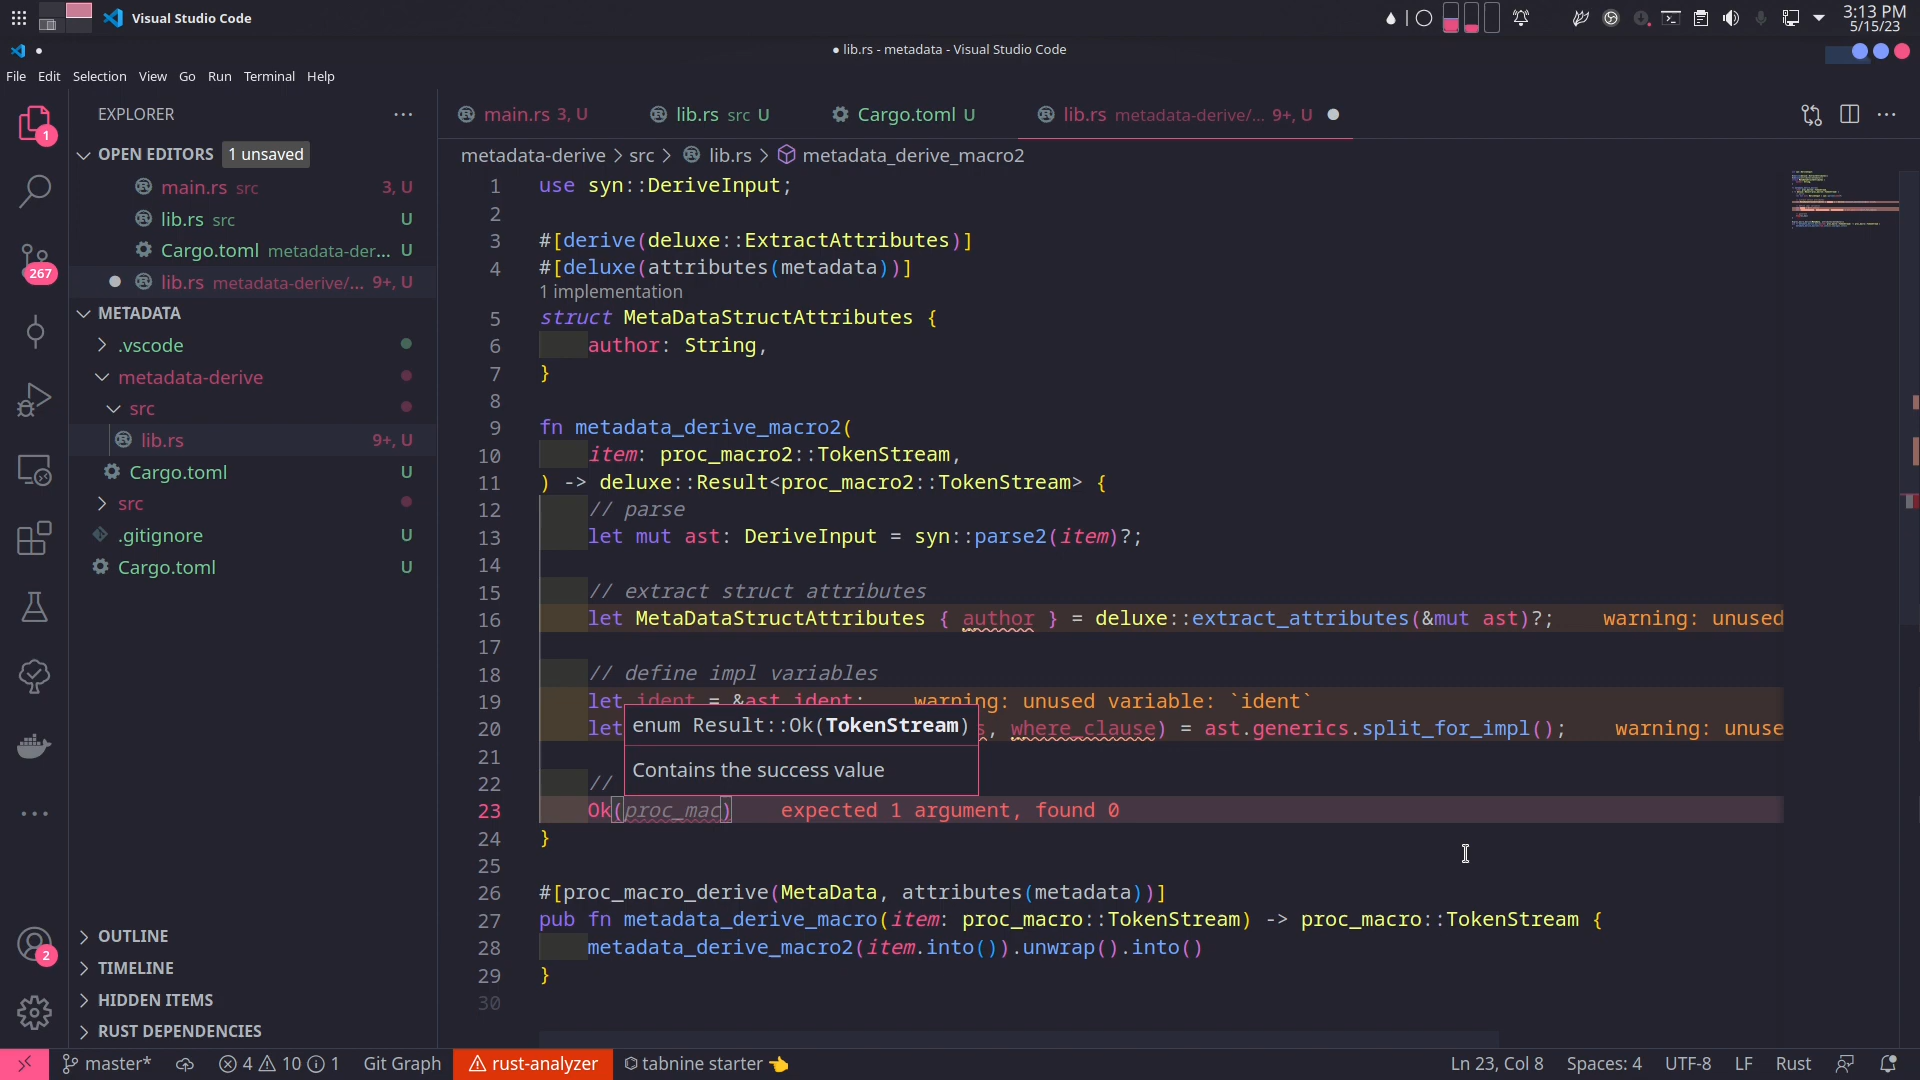 Visual Studio Code
3:13 PM
5/15/23
● lib.rs - metadata - Visual Studio Code
File Edit Selection View Go Run Terminal Help
EXPLORER
OPEN EDITORS 1 unsaved
main.rs src 3, U
lib.rs src U
Cargo.toml metadata-der... U
lib.rs metadata-derive/... 9+, U
METADATA
.vscode
metadata-derive
src
lib.rs 9+, U
Cargo.toml U
src
.gitignore U
Cargo.toml U
OUTLINE
TIMELINE
HIDDEN ITEMS
RUST DEPENDENCIES
1
267
2
main.rs 3, U lib.rs src U Cargo.toml U lib.rs metadata-derive/... 9+, U
metadata-derive > src > lib.rs > metadata_derive_macro2
1 use syn::DeriveInput;
2
3 #[derive(deluxe::ExtractAttributes)]
4 #[deluxe(attributes(metadata))]
1 implementation
5 struct MetaDataStructAttributes {
6 author: String,
7 }
8
9 fn metadata_derive_macro2(
10 item: proc_macro2::TokenStream,
11 ) -> deluxe::Result<proc_macro2::TokenStream> {
12 // parse
13 let mut ast: DeriveInput = syn::parse2(item)?;
14
15 // extract struct attributes
16 let MetaDataStructAttributes { author } = deluxe::extract_attributes(&mut ast)?; warning: unused
17
18 // define impl variables
19 let ident = &ast.ident; warning: unused variable: `ident`
20 let s, where_clause) = ast.generics.split_for_impl(); warning: unuse
enum Result::Ok(TokenStream)
Contains the success value
21
22 //
23 Ok(proc_mac) expected 1 argument, found 0
24 }
25
26 #[proc_macro_derive(MetaData, attributes(metadata))]
27 pub fn metadata_derive_macro(item: proc_macro::TokenStream) -> proc_macro::TokenStream {
28 metadata_derive_macro2(item.into()).unwrap().into()
29 }
30
master* 4 10 1 Git Graph rust-analyzer tabnine starter Ln 23, Col 8 Spaces: 4 UTF-8 LF Rust